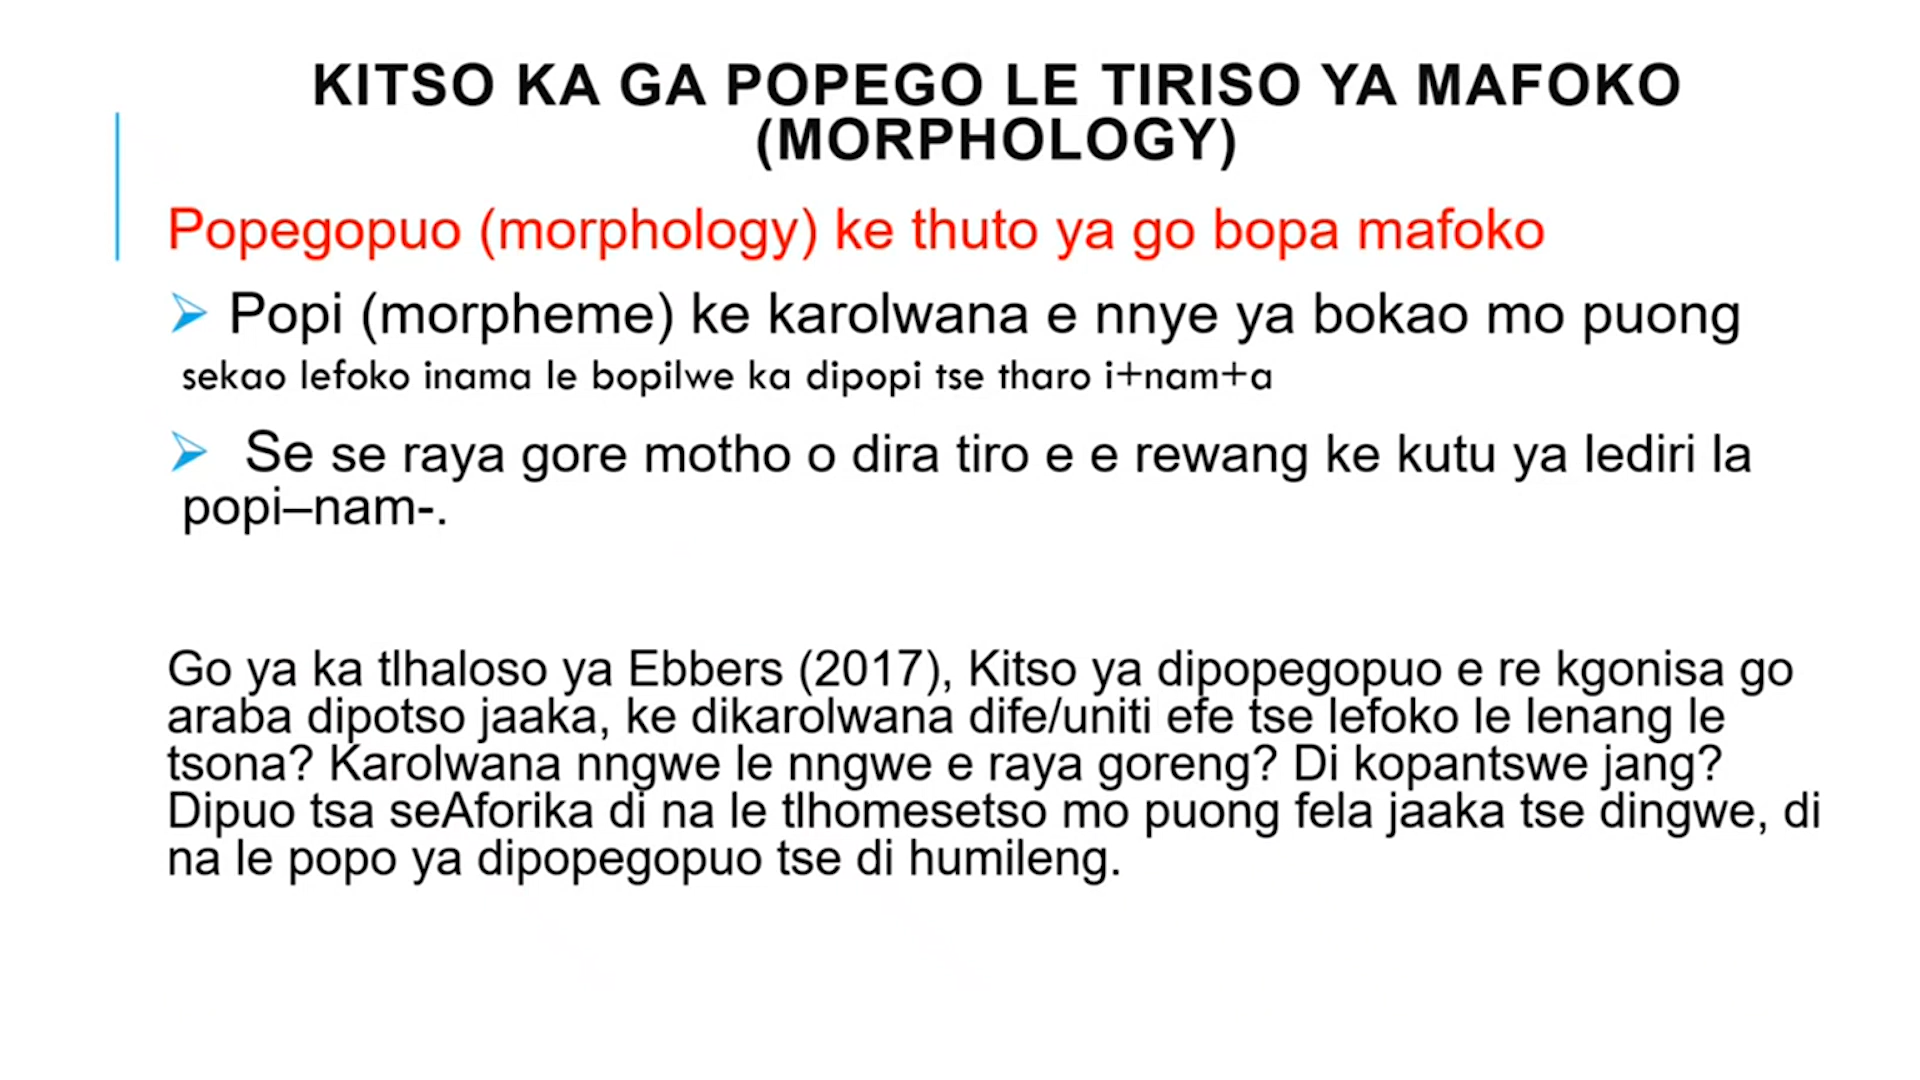 KITSO KA GA POPEGO LE TIRISO YA MAFOKO
(MORPHOLOGY)
Popegopuo (morphology) ke thuto ya go bopa mafoko
➢ Popi (morpheme) ke karolwana e nnye ya bokao mo puong
sekao lefoko inama le bopilwe ka dipopi tse tharo i+nam+a
➢ Se se raya gore motho o dira tiro e e rewang ke kutu ya lediri la
popi–nam-.
Go ya ka tlhaloso ya Ebbers (2017), Kitso ya dipopegopuo e re kgonisa go
araba dipotso jaaka, ke dikarolwana dife/uniti efe tse lefoko le lenang le
tsona? Karolwana nngwe le nngwe e raya goreng? Di kopantswe jang?
Dipuo tsa seAforika di na le tlhomesetso mo puong fela jaaka tse dingwe, di
na le popo ya dipopegopuo tse di humileng.